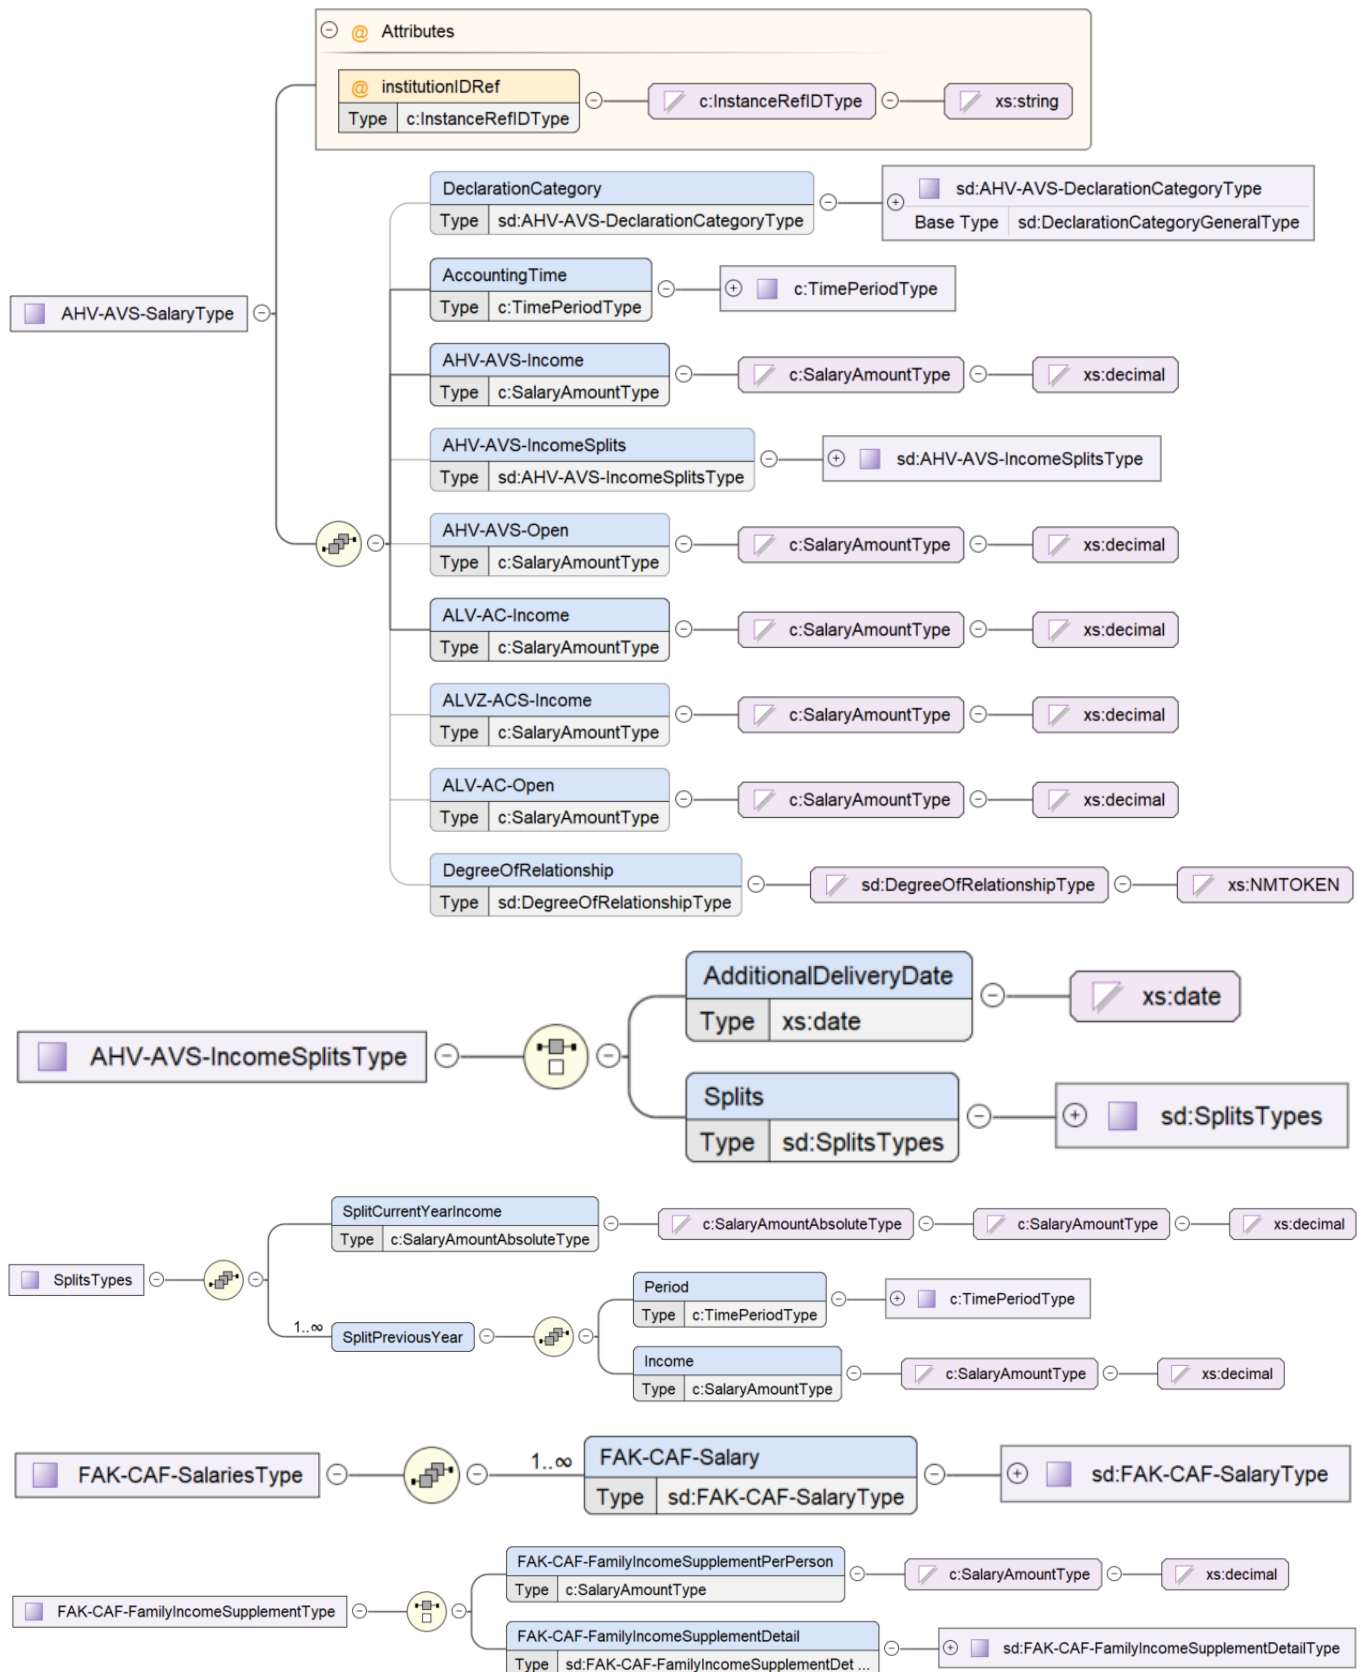 @ Attributes
@ institutionIDRef
Type c:InstanceRefIDType
c:InstanceRefIDType
xs:string
AHV-AVS-SalaryType
DeclarationCategory
Type sd:AHV-AVS-DeclarationCategoryType
sd:AHV-AVS-DeclarationCategoryType
Base Type sd:DeclarationCategoryGeneralType
AccountingTime
Type c:TimePeriodType
c:TimePeriodType
AHV-AVS-Income
Type c:SalaryAmountType
c:SalaryAmountType
xs:decimal
AHV-AVS-IncomeSplits
Type sd:AHV-AVS-IncomeSplitsType
sd:AHV-AVS-IncomeSplitsType
AHV-AVS-Open
Type c:SalaryAmountType
c:SalaryAmountType
xs:decimal
ALV-AC-Income
Type c:SalaryAmountType
c:SalaryAmountType
xs:decimal
ALVZ-ACS-Income
Type c:SalaryAmountType
c:SalaryAmountType
xs:decimal
ALV-AC-Open
Type c:SalaryAmountType
c:SalaryAmountType
xs:decimal
DegreeOfRelationship
Type sd:DegreeOfRelationshipType
sd:DegreeOfRelationshipType
xs:NMTOKEN
AHV-AVS-IncomeSplitsType
AdditionalDeliveryDate
Type xs:date
xs:date
Splits
Type sd:SplitsTypes
sd:SplitsTypes
SplitsTypes
SplitCurrentYearIncome
Type c:SalaryAmountAbsoluteType
c:SalaryAmountAbsoluteType
c:SalaryAmountType
xs:decimal
1..∞
SplitPreviousYear
Period
Type c:TimePeriodType
c:TimePeriodType
Income
Type c:SalaryAmountType
c:SalaryAmountType
xs:decimal
FAK-CAF-SalariesType
1..∞
FAK-CAF-Salary
Type sd:FAK-CAF-SalaryType
sd:FAK-CAF-SalaryType
FAK-CAF-FamilyIncomeSupplementType
FAK-CAF-FamilyIncomeSupplementPerPerson
Type c:SalaryAmountType
c:SalaryAmountType
xs:decimal
FAK-CAF-FamilyIncomeSupplementDetail
Type sd:FAK-CAF-FamilyIncomeSupplementDet ...
sd:FAK-CAF-FamilyIncomeSupplementDetailType